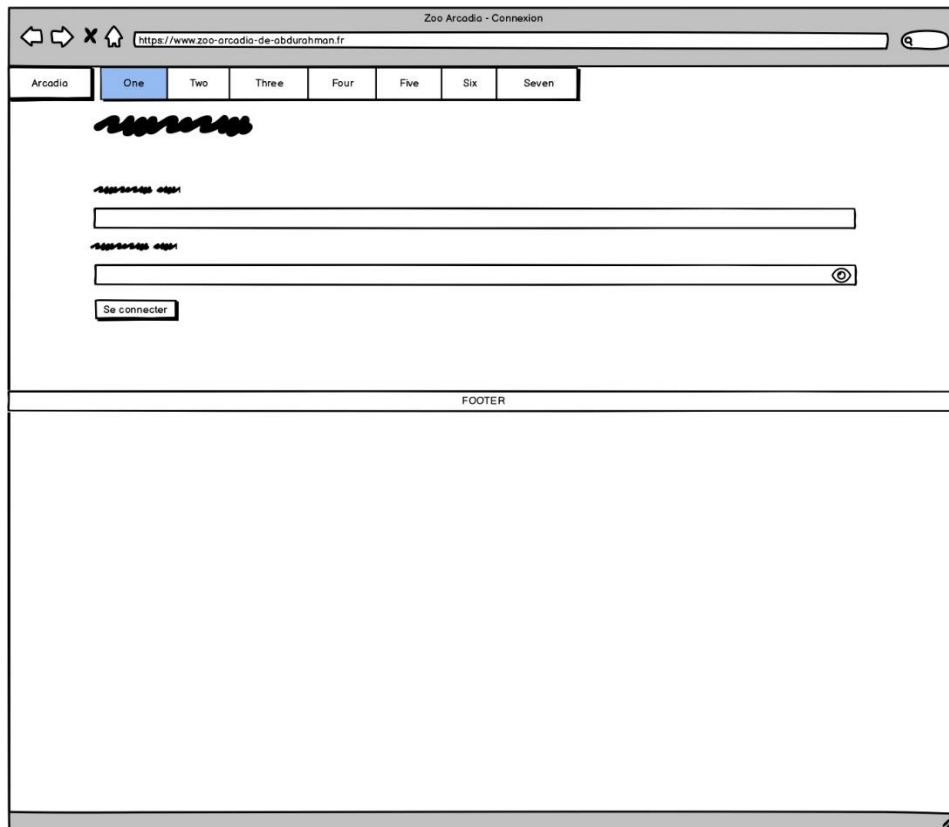 Zoo Arcadia - Connexion
https://www.zoo-arcadia-de-abdurahman.fr
Arcadia One Two Three Four Five Six Seven
Se connecter
FOOTER